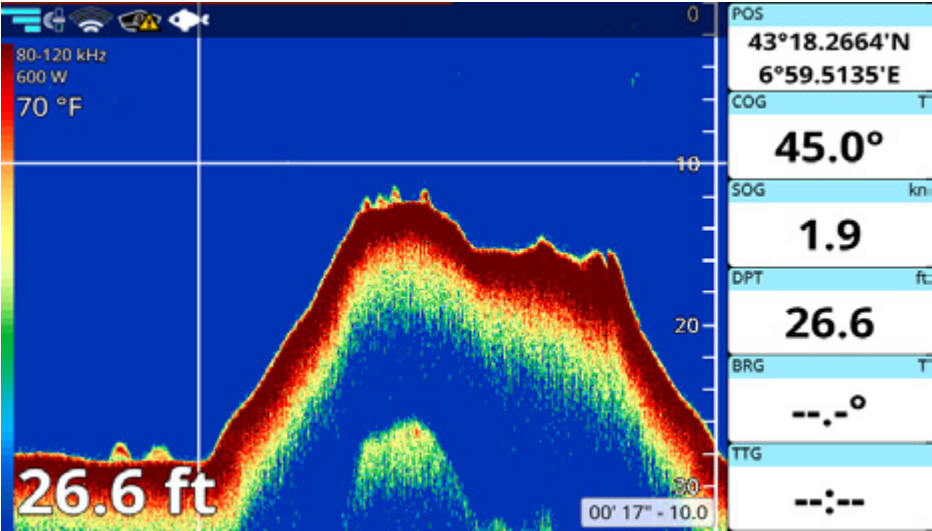 0
80-120 kHz
600 W
70 °F
10
20
30
26.6 ft
00' 17" - 10.0
POS
43°18.2664'N
6°59.5135'E
COG T
45.0°
SOG kn
1.9
DPT ft
26.6
BRG T
--.-°
TTG
--:--